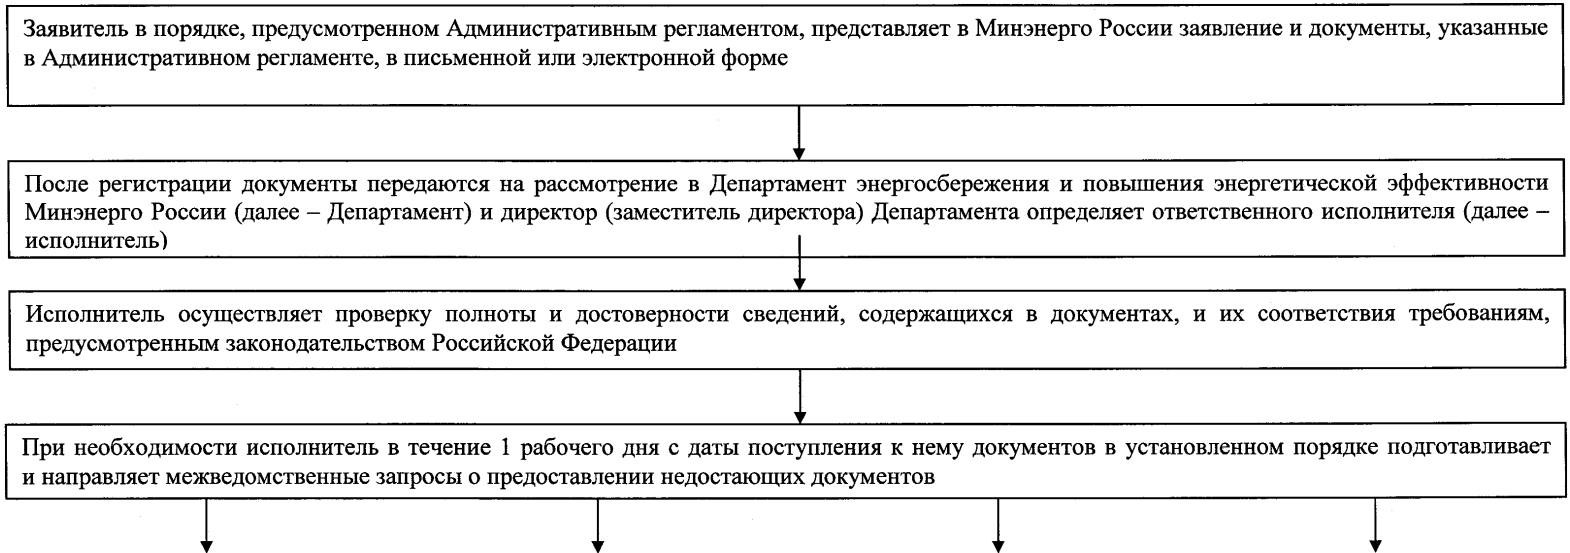 Заявитель в порядке, предусмотренном Административным регламентом, представляет в Минэнерго России заявление и документы, указанные
в Административном регламенте, в письменной или электронной форме
После регистрации документы передаются на рассмотрение в Департамент энергосбережения и повышения энергетической эффективности
Минэнерго России (далее – Департамент) и директор (заместитель директора) Департамента определяет ответственного исполнителя (далее –
исполнитель)
Исполнитель осуществляет проверку полноты и достоверности сведений, содержащихся в документах, и их соответствия требованиям,
предусмотренным законодательством Российской Федерации
При необходимости исполнитель в течение 1 рабочего дня с даты поступления к нему документов в установленном порядке подготавливает
и направляет межведомственные запросы о предоставлении недостающих документов